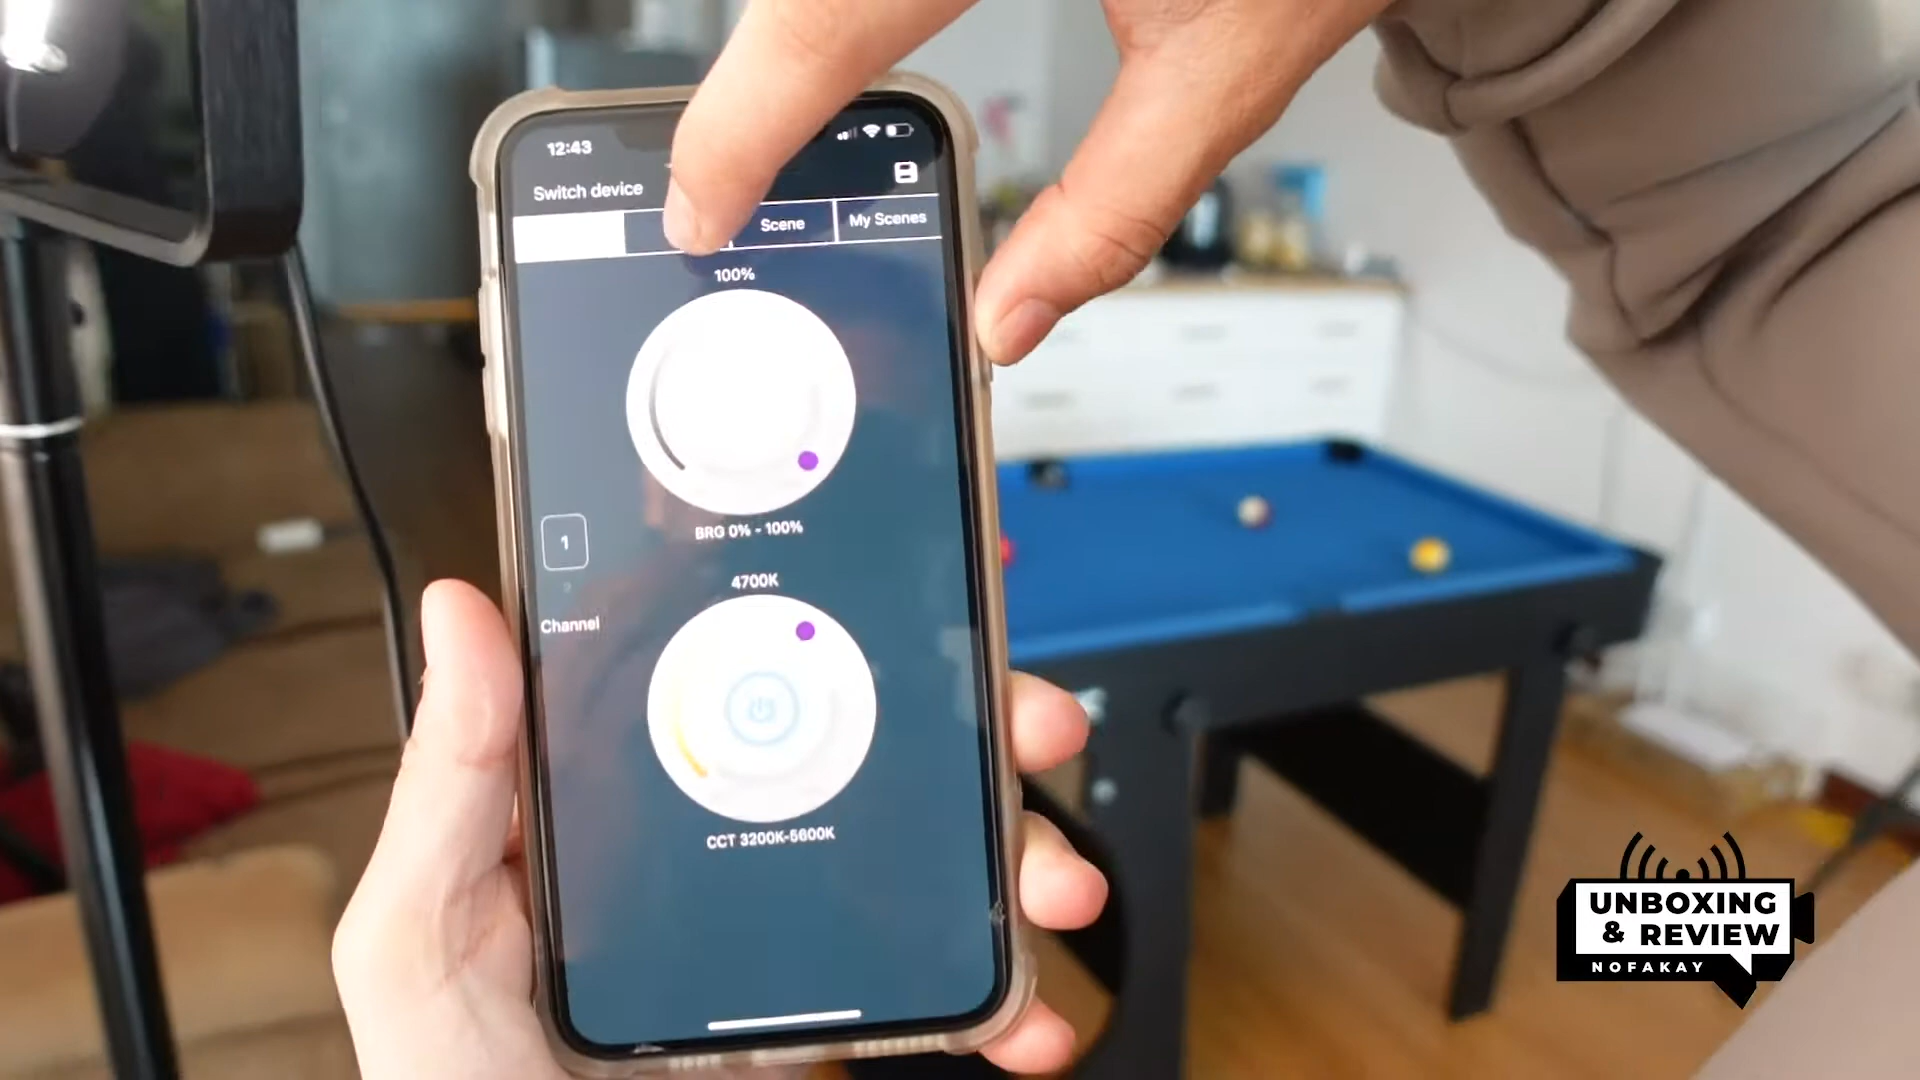 12:43
Switch device
Scene
My Scenes
100%
BRG 0% - 100%
1
2
Channel
4700K
CCT 3200K-5600K
UNBOXING
& REVIEW
NOFAKAY